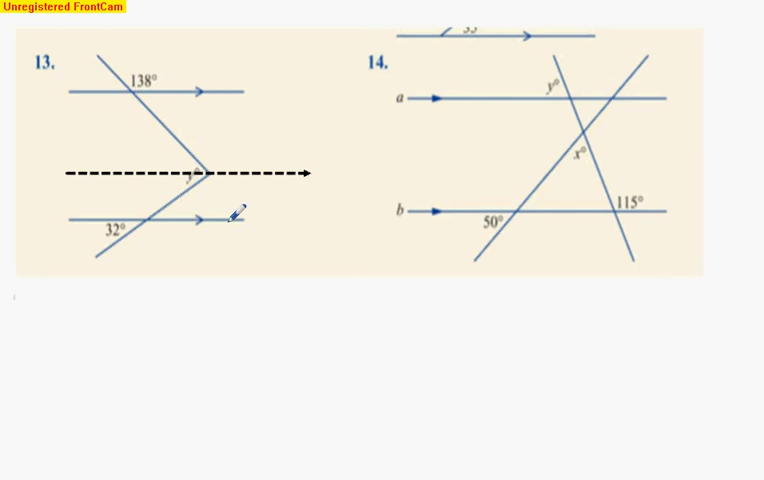 Unregistered FrontCam
13.
138°
32°
14.
a
y°
x°
b
50°
115°